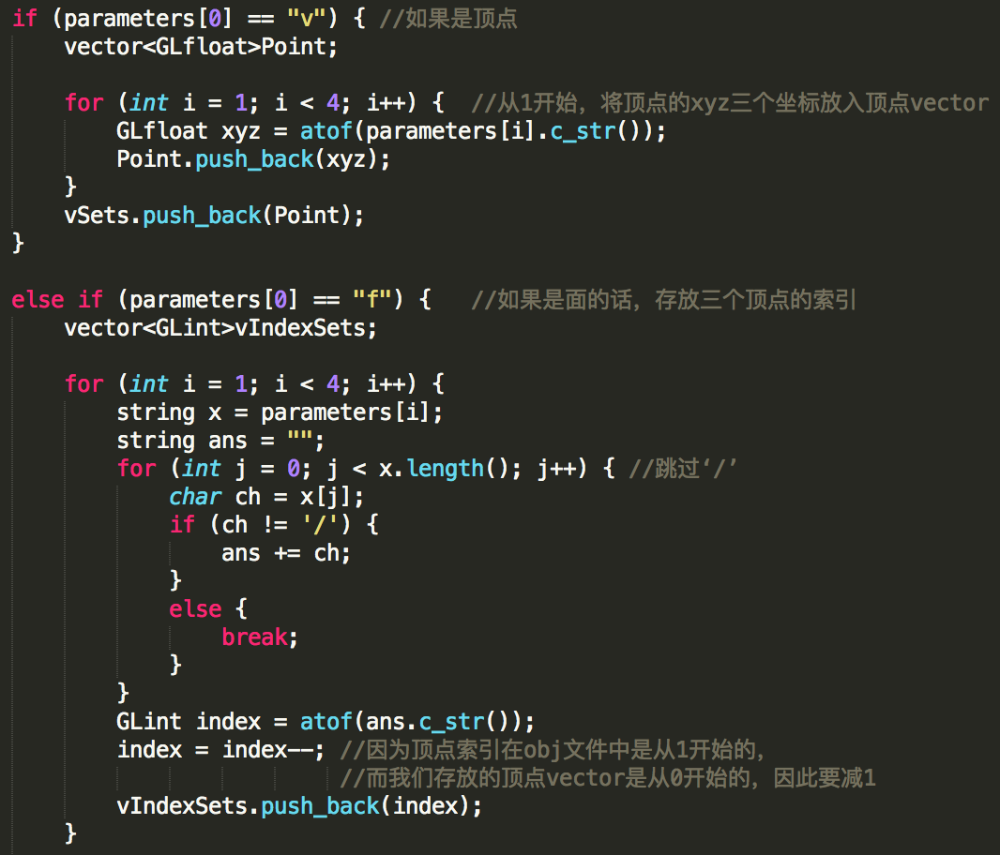 if (parameters[0] == "v") { //如果是顶点
    vector<GLfloat>Point;
    for (int i = 1; i < 4; i++) {  //从1开始，将顶点的xyz三个坐标放入顶点vector
        GLfloat xyz = atof(parameters[i].c_str());
        Point.push_back(xyz);
    }
    vSets.push_back(Point);
}
else if (parameters[0] == "f") {   //如果是面的话，存放三个顶点的索引
    vector<GLint>vIndexSets;
    for (int i = 1; i < 4; i++) {
        string x = parameters[i];
        string ans = "";
        for (int j = 0; j < x.length(); j++) { //跳过‘/’
            char ch = x[j];
            if (ch != '/') {
                ans += ch;
            }
            else {
                break;
            }
        }
        GLint index = atof(ans.c_str());
        index = index--; //因为顶点索引在obj文件中是从1开始的，
                         //而我们存放的顶点vector是从0开始的，因此要减1
        vIndexSets.push_back(index);
    }